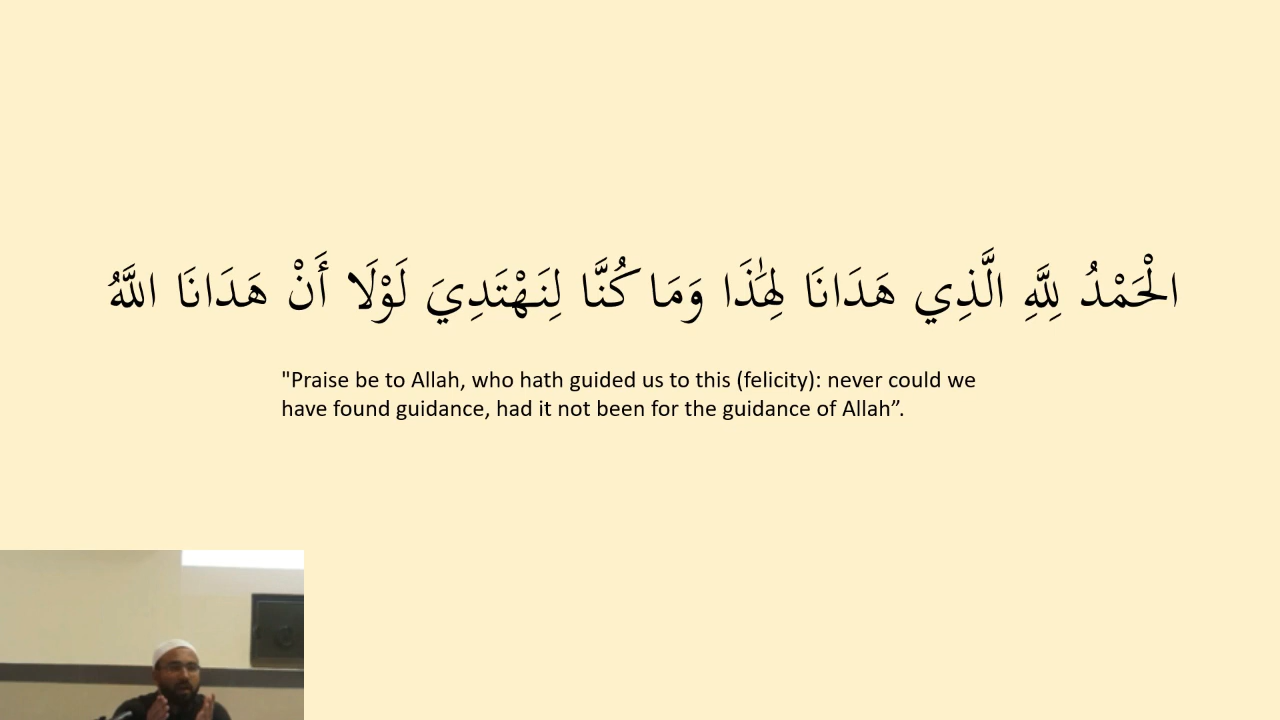 الْحَمْدُ لِلَّهِ الَّذِي هَدَانَا لِهَٰذَا وَمَا كُنَّا لِنَهْتَدِيَ لَوْلَا أَنْ هَدَانَا اللَّهُ
"Praise be to Allah, who hath guided us to this (felicity): never could we
have found guidance, had it not been for the guidance of Allah”.